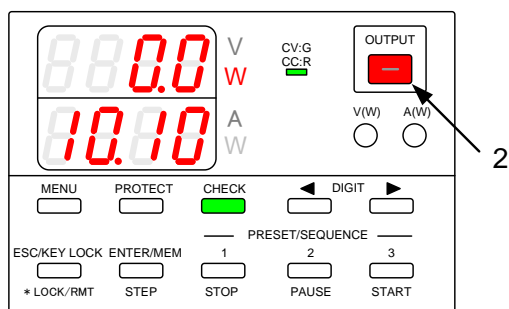 0.0 V W
CV:G
CC:R
OUTPUT
10.10 A W
V(W) A(W)
2
MENU PROTECT CHECK ◀ DIGIT ▶
PRESET/SEQUENCE
ESC/KEY LOCK ENTER/MEM 1 2 3
* LOCK/RMT STEP STOP PAUSE START